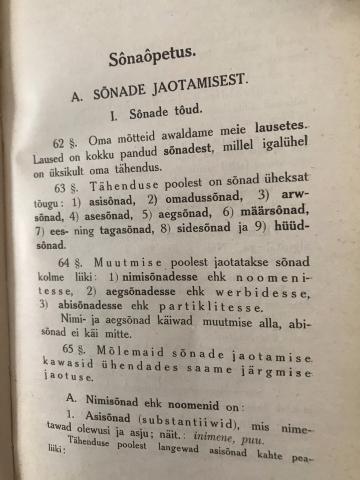 Sõnaõpetus.
A. SÕNADE JAOTAMISEST.
I. Sõnade tõud.
62 §. Oma mõtteid awaldame meie lausetes.
Laused on kokku pandud sõnadest, millel igalühel
on üksikult oma tähendus.
63 §. Tähenduse poolest on sõnad üheksat
tõugu: 1) asisõnad, 2) omadussõnad, 3) arw-
sõnad, 4) asesõnad, 5) aegsõnad, 6) määrsõnad,
7) ees- ning tagasõnad, 8) sidesõnad ja 9) hüüd-
sõnad.
64 §. Muutmise poolest jaotatakse sõnad
kolme liiki: 1) nimisõnadesse ehk noomeni-
tesse, 2) aegsõnadesse ehk werbidesse,
3) abisõnadesse ehk partiklitesse.
Nimi- ja aegsõnad käiwad muutmise alla, abi-
sõnad ei käi mitte.
65 §. Mõlemaid sõnade jaotamise
kawasid ühendades saame järgmise
jaotuse.
A. Nimisõnad ehk noomenid on:
1. Asisõnad (substantiiwid), mis nime-
tawad olewusi ja asju; näit.: inimene, puu.
Tähenduse poolest langewad asisõnad kahte pea-
liiki: